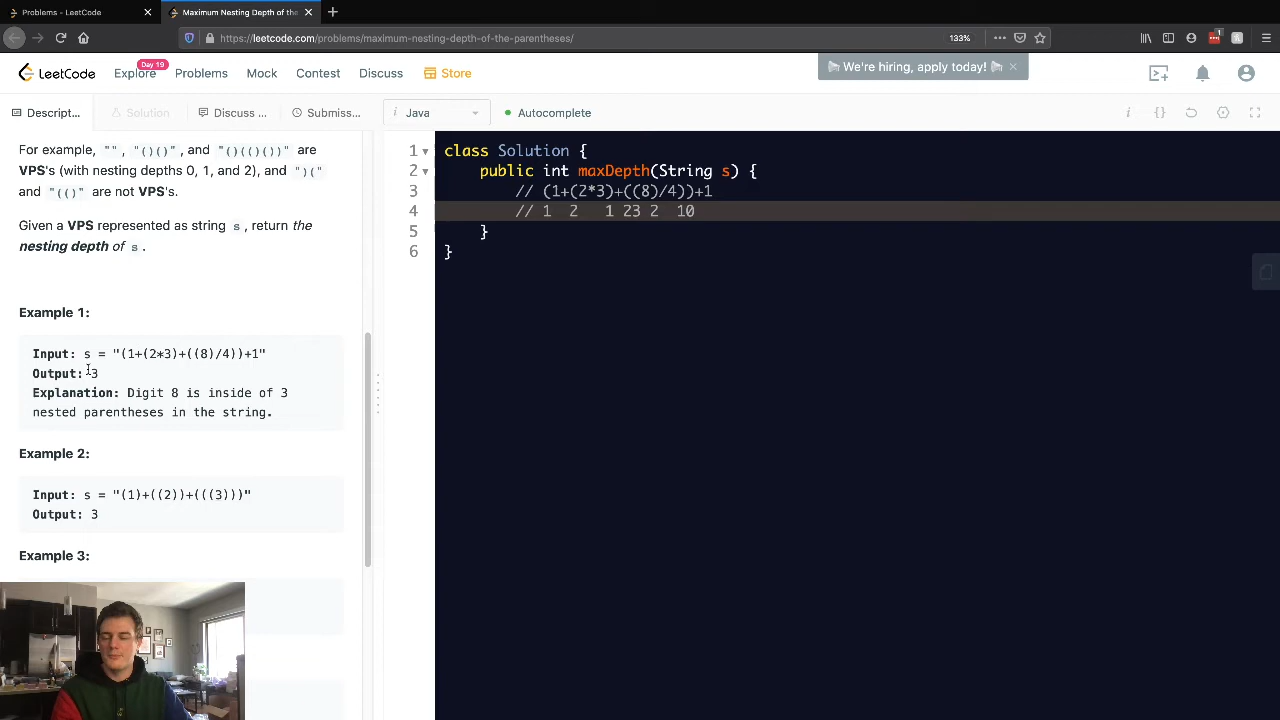 Problems - LeetCode
Maximum Nesting Depth of the
https://leetcode.com/problems/maximum-nesting-depth-of-the-parentheses/
133%
LeetCode
Explore
Day 19
Problems
Mock
Contest
Discuss
Store
We're hiring, apply today!
Descript...
Solution
Discuss ...
Submiss...
i Java
Autocomplete
For example, "" , "()()" , and "()(()())" are
VPS's (with nesting depths 0, 1, and 2), and ")("
and "(()" are not VPS's.
Given a VPS represented as string s , return the
nesting depth of s .
Example 1:
Input: s = "(1+(2*3)+((8)/4))+1"
Output: 3
Explanation: Digit 8 is inside of 3
nested parentheses in the string.
Example 2:
Input: s = "(1)+((2))+(((3)))"
Output: 3
Example 3:
1 class Solution {
2 public int maxDepth(String s) {
3 // (1+(2*3)+((8)/4))+1
4 // 1  2   1 23 2  10
5 }
6 }